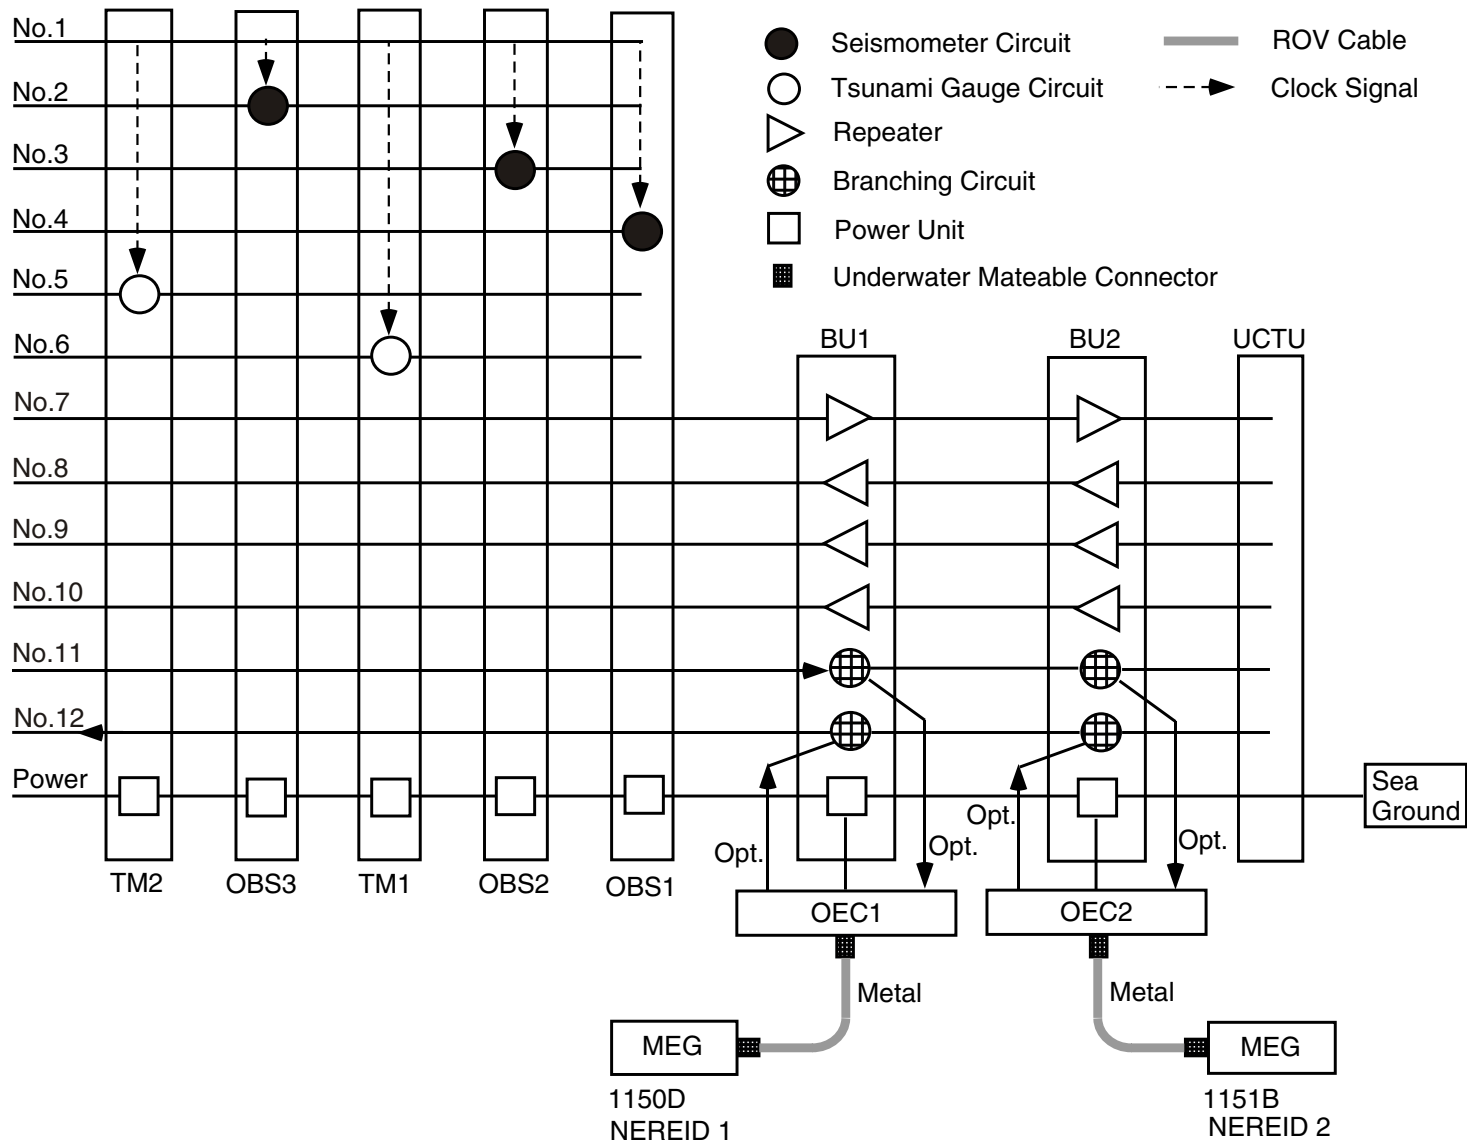 No.1
No.2
No.3
No.4
No.5
No.6
No.7
No.8
No.9
No.10
No.11
No.12
Power
Seismometer Circuit
Tsunami Gauge Circuit
Repeater
Branching Circuit
Power Unit
Underwater Mateable Connector
ROV Cable
Clock Signal
BU1
BU2
UCTU
Sea
Ground
Opt.
Opt.
Opt.
Opt.
TM2
OBS3
TM1
OBS2
OBS1
OEC1
OEC2
Metal
Metal
MEG
MEG
1150D
NEREID 1
1151B
NEREID 2